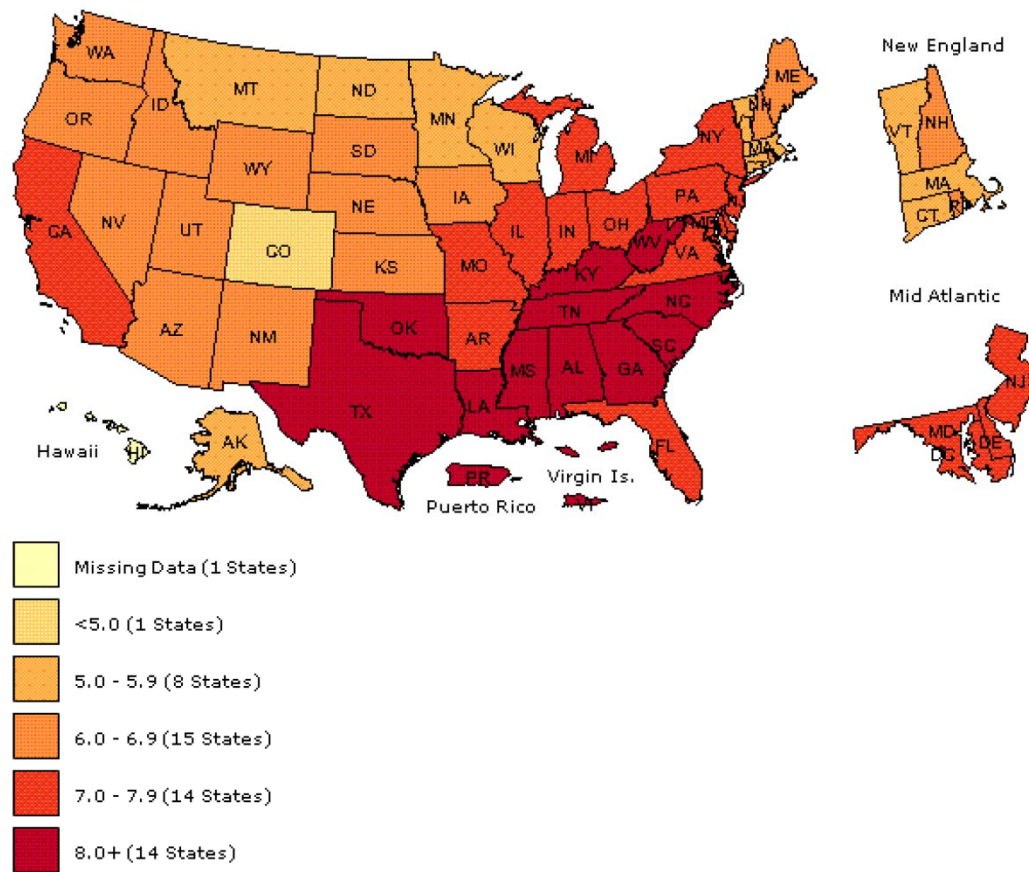 WA
MT
ND
MN
ME
OR
ID
SD
WI
MI
NY
NH
MA
WY
IA
NE
PA
NJ
CA
NV
UT
CO
IL
IN
OH
KS
MO
WV
VA
KY
AZ
NM
OK
AR
TN
NC
SC
TX
LA
MS
AL
GA
FL
AK
HI
Hawaii
PR
Puerto Rico
Virgin Is.
VI
New England
VT
NH
MA
CT
RI
Mid Atlantic
NJ
MD
DE
DC
Missing Data (1 States)
<5.0 (1 States)
5.0 - 5.9 (8 States)
6.0 - 6.9 (15 States)
7.0 - 7.9 (14 States)
8.0+ (14 States)